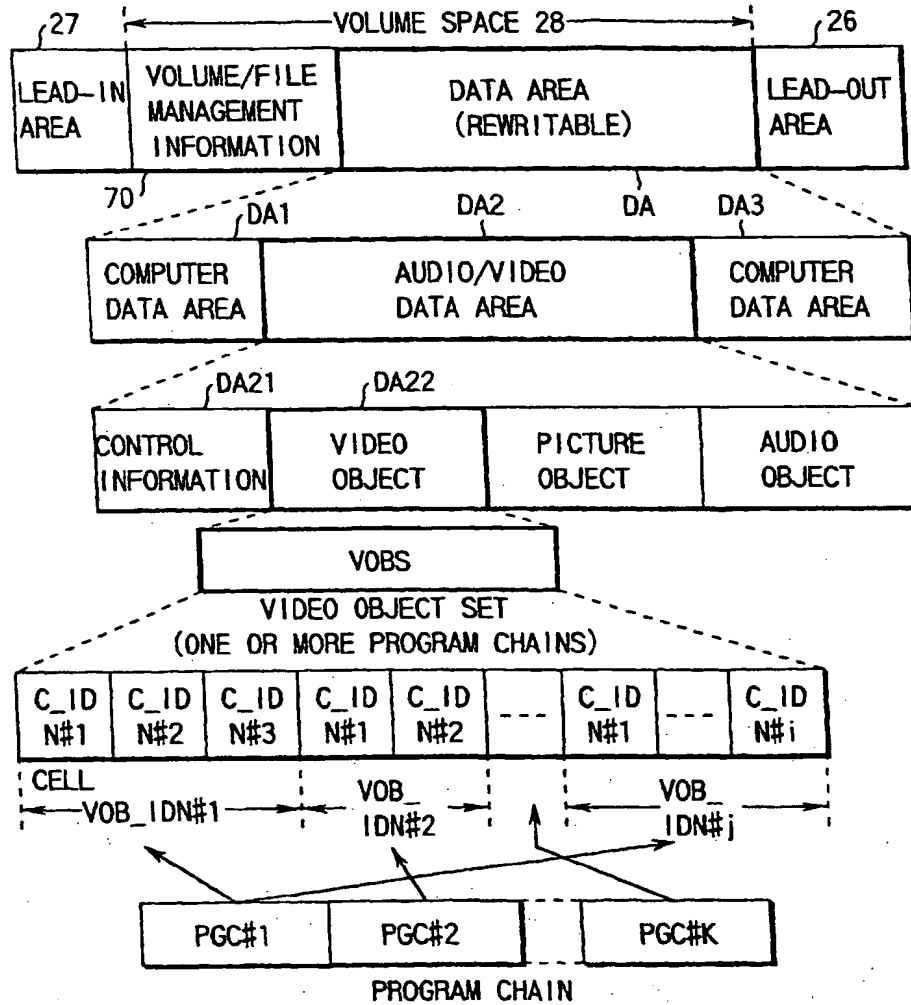 27
VOLUME SPACE 28
26
LEAD-IN
AREA
VOLUME/FILE
MANAGEMENT
INFORMATION
DATA AREA
(REWRITABLE)
LEAD-OUT
AREA
70
DA1
DA2
DA
DA3
COMPUTER
DATA AREA
AUDIO/VIDEO
DATA AREA
COMPUTER
DATA AREA
DA21
DA22
CONTROL
INFORMATION
VIDEO
OBJECT
PICTURE
OBJECT
AUDIO
OBJECT
VOBS
VIDEO OBJECT SET
(ONE OR MORE PROGRAM CHAINS)
C_ID
N#1
C_ID
N#2
C_ID
N#3
C_ID
N#1
C_ID
N#2
C_ID
N#1
C_ID
N#i
CELL
VOB_IDN#1
VOB_
IDN#2
VOB_
IDN#j
PGC#1
PGC#2
PGC#K
PROGRAM CHAIN